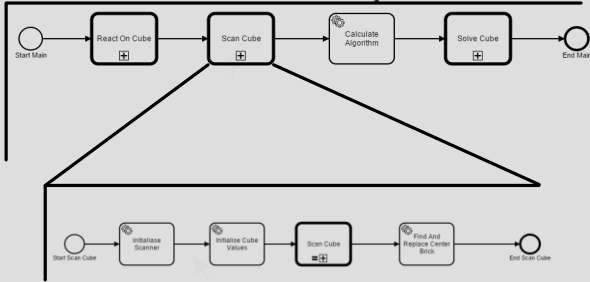 React On Cube
Scan Cube
Calculate
Algorithm
Solve Cube
Start Main
End Main
Initialiase
Scanner
Initialise Cube
Values
Scan Cube
Find And
Replace Center
Brick
Start Scan Cube
End Scan Cube